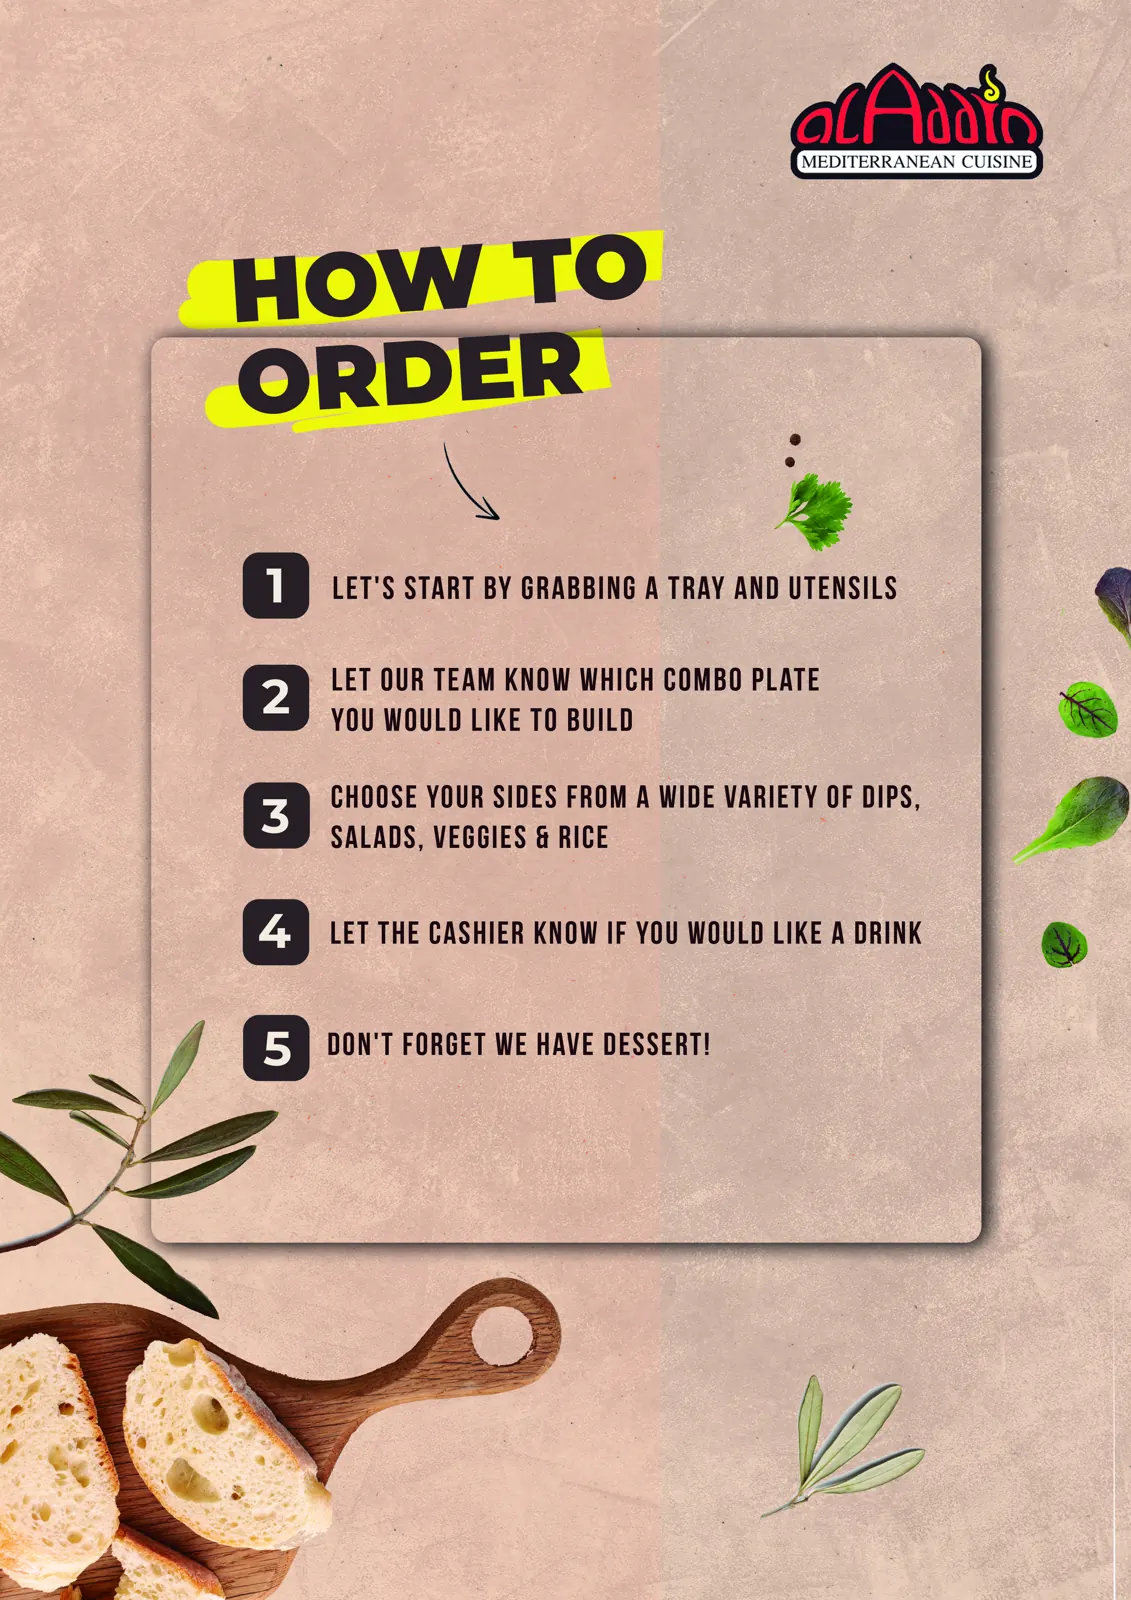 alAddin
MEDITERRANEAN CUISINE
HOW TO
ORDER
1 LET'S START BY GRABBING A TRAY AND UTENSILS
2 LET OUR TEAM KNOW WHICH COMBO PLATE
YOU WOULD LIKE TO BUILD
3 CHOOSE YOUR SIDES FROM A WIDE VARIETY OF DIPS,
SALADS, VEGGIES & RICE
4 LET THE CASHIER KNOW IF YOU WOULD LIKE A DRINK
5 DON'T FORGET WE HAVE DESSERT!